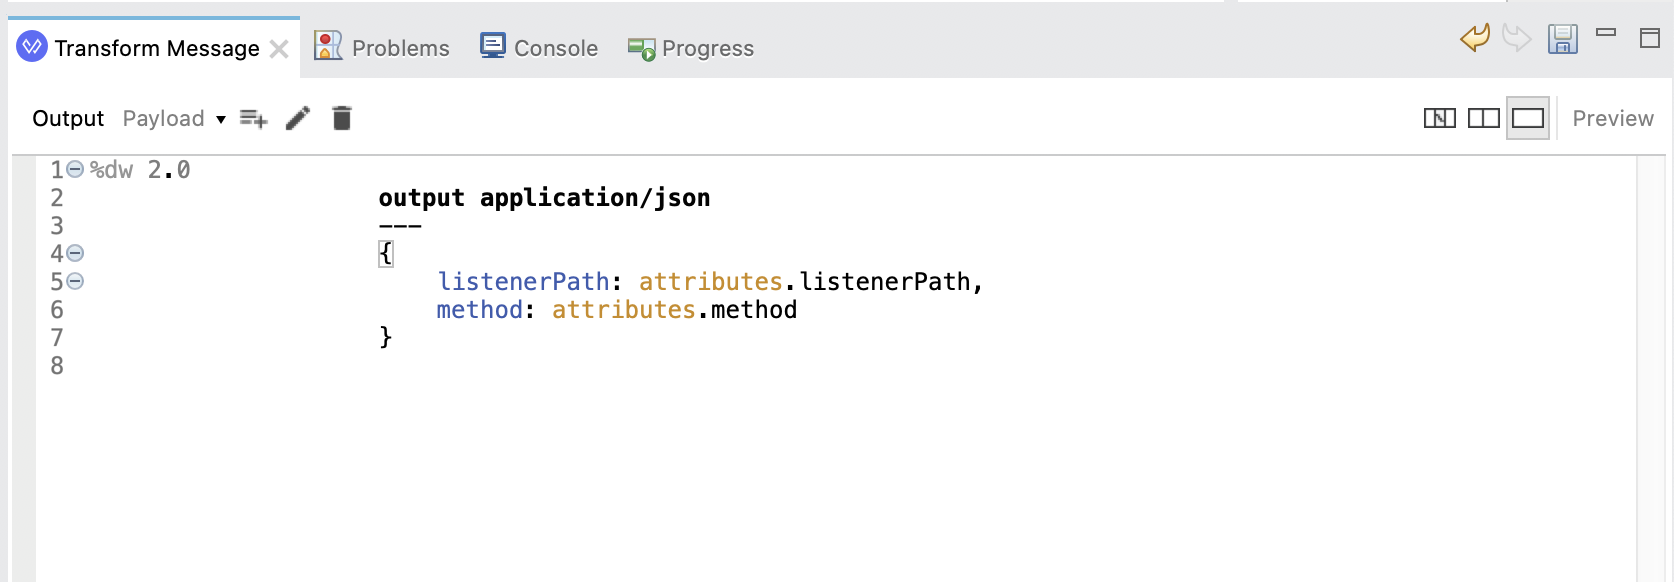 Transform Message Problems Console Progress
Output Payload Preview
1 %dw 2.0
2 output application/json
3 ---
4 {
5 listenerPath: attributes.listenerPath,
6 method: attributes.method
7 }
8